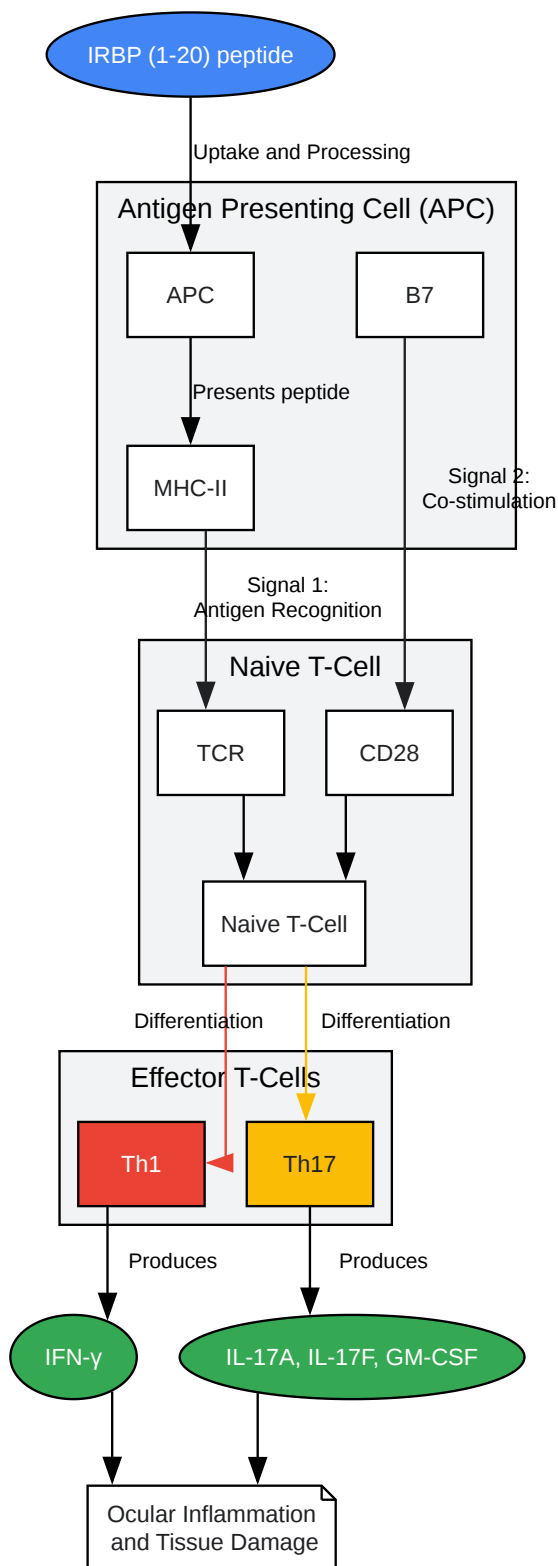 IRBP (1-20) peptide
Uptake and Processing
Antigen Presenting Cell (APC)
APC
B7
Presents peptide
MHC-II
Signal 2:
Co-stimulation
Signal 1:
Antigen Recognition
Naive T-Cell
TCR
CD28
Naive T-Cell
Differentiation
Differentiation
Effector T-Cells
Th1
Th17
Produces
Produces
IFN-γ
IL-17A, IL-17F, GM-CSF
Ocular Inflammation
and Tissue Damage